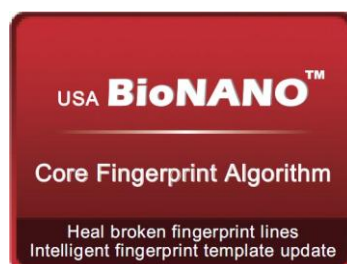 USA BioNANO™
Core Fingerprint Algorithm
Heal broken fingerprint lines
Intelligent fingerprint template update